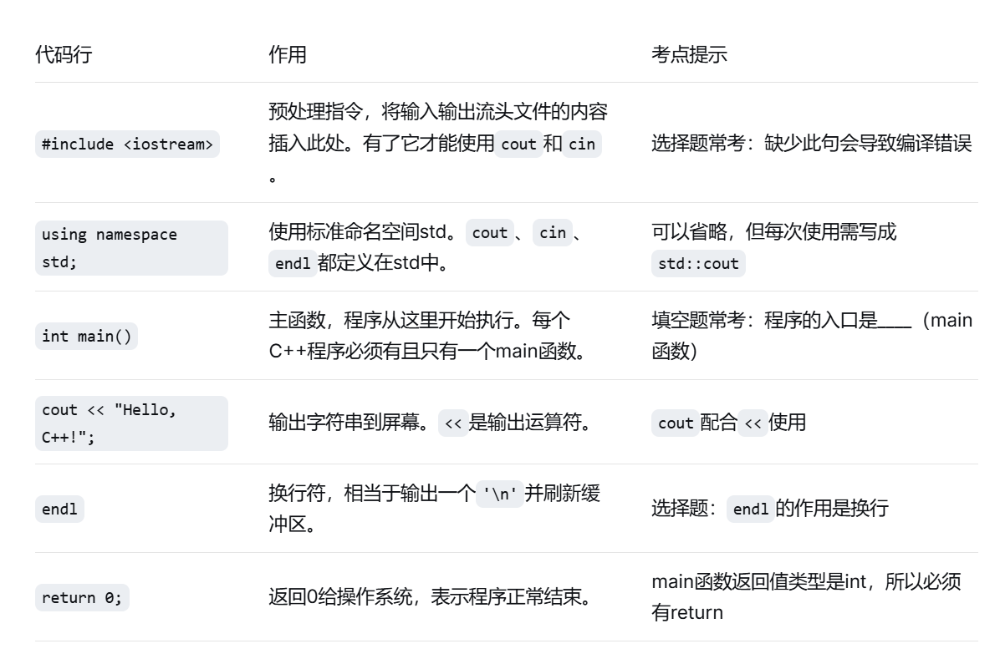 代码行 作用 考点提示
预处理指令，将输入输出流头文件的内容
#include <iostream> 插入此处。有了它才能使用 cout 和 cin 选择题常考：缺少此句会导致编译错误
。
using namespace 使用标准命名空间std。 cout 、 cin 、 可以省略，但每次使用需写成
std; endl 都定义在std中。 std::cout
主函数，程序从这里开始执行。每个 填空题常考：程序的入口是____（main
int main() C++程序必须有且只有一个main函数。 函数）
cout << "Hello,
C++!"; 输出字符串到屏幕。 << 是输出运算符。 cout 配合 << 使用
换行符，相当于输出一个 '\n' 并刷新缓
endl 冲区。 选择题： endl 的作用是换行
return 0; 返回0给操作系统，表示程序正常结束。 main函数返回值类型是int，所以必须
有return